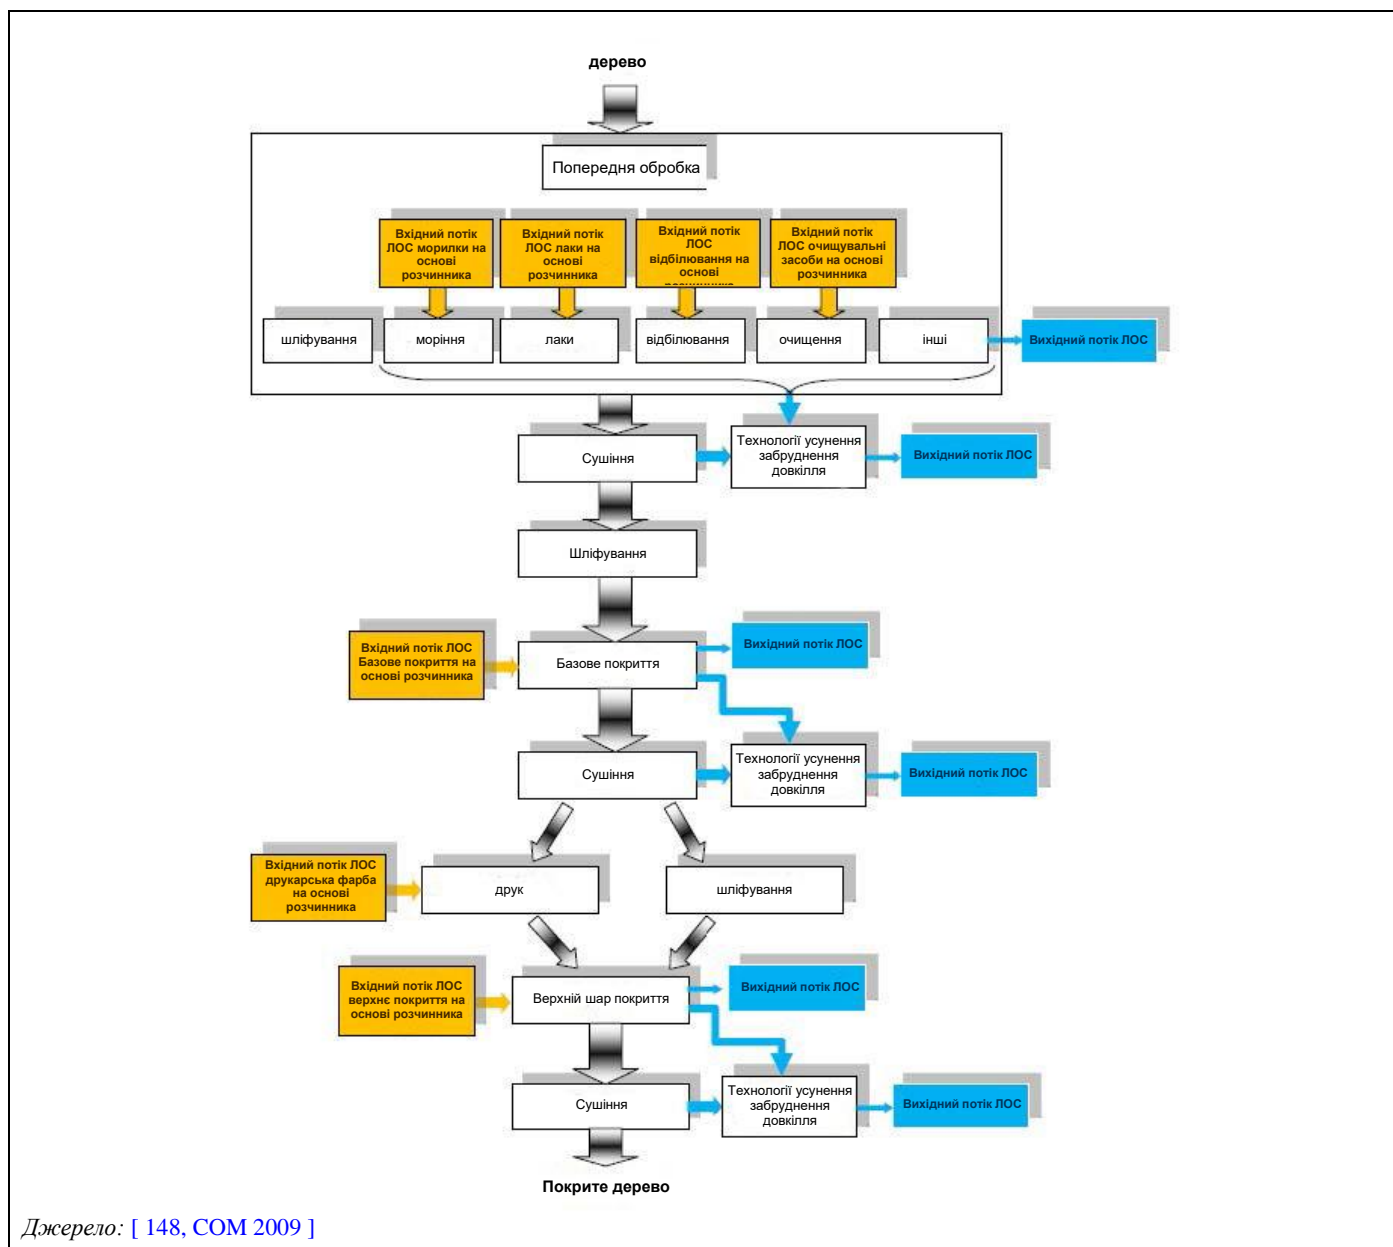 дерево
Попередня обробка
Вхідний потік
ЛОС морилки на
основі
розчинника
Вхідний потік
ЛОС лаки на
основі
розчинника
Вхідний потік
ЛОС
відбілювання на
основі
розчинника
Вхідний потік
ЛОС очищувальні
засоби на основі
розчинника
шліфування
моріння
лаки
відбілювання
очищення
інші
Вихідний потік ЛОС
Сушіння
Технології усунення
забруднення
довкілля
Вихідний потік ЛОС
Шліфування
Вхідний потік ЛОС
Базове покриття на
основі розчинника
Базове покриття
Вихідний потік ЛОС
Сушіння
Технології усунення
забруднення
довкілля
Вихідний потік ЛОС
Вхідний потік ЛОС
друкарська фарба
на основі
розчинника
друк
шліфування
Вхідний потік ЛОС
верхнє покриття на
основі розчинника
Верхній шар покриття
Вихідний потік ЛОС
Сушіння
Технології усунення
забруднення
довкілля
Вихідний потік ЛОС
Покрите дерево
Джерело: [ 148, COM 2009 ]